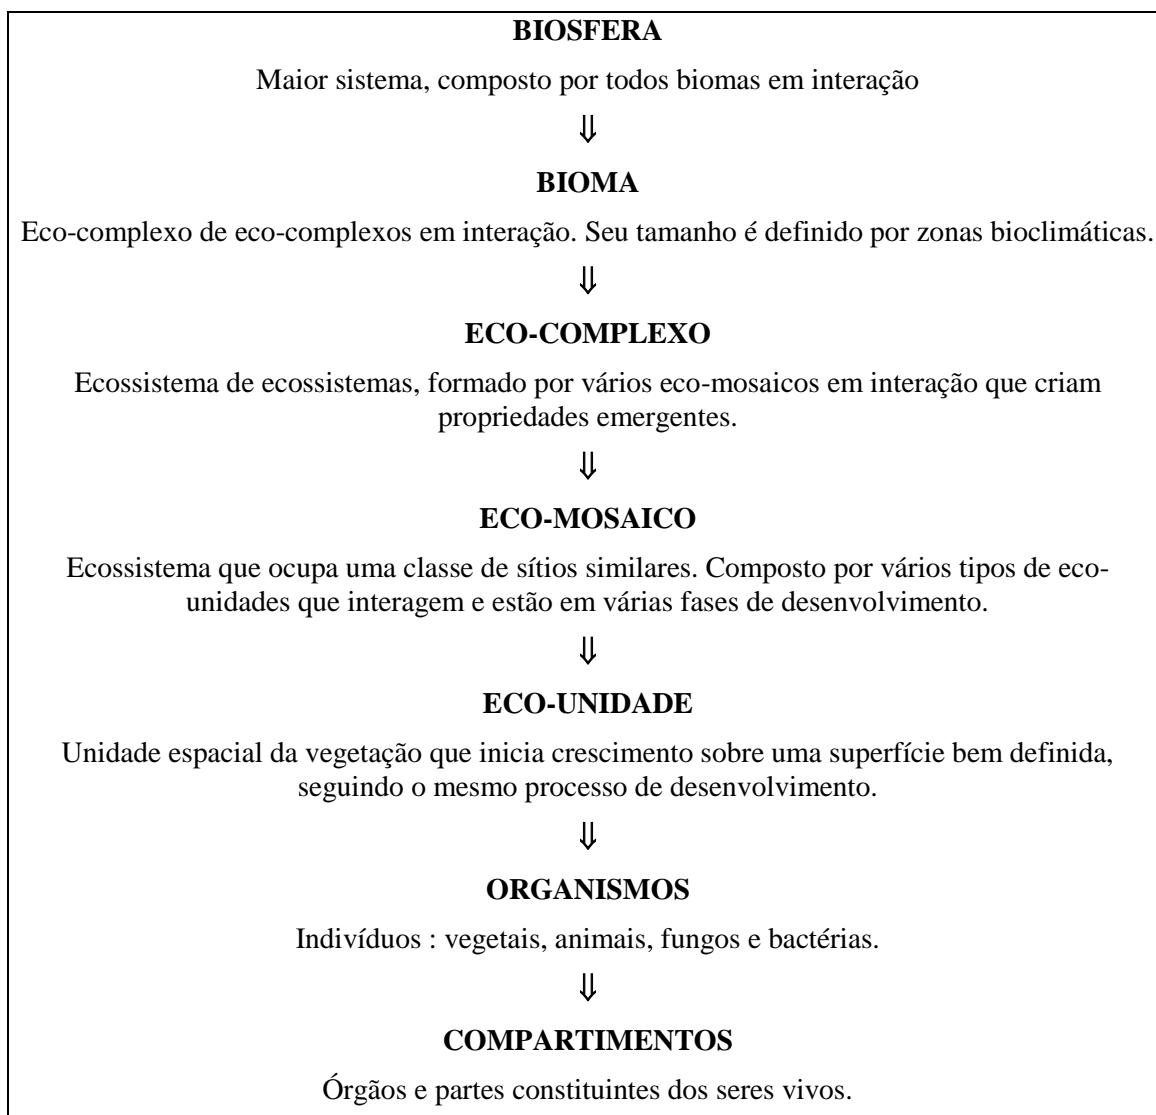 BIOSFERA
Maior sistema, composto por todos biomas em interação
⇓
BIOMA
Eco-complexo de eco-complexos em interação. Seu tamanho é definido por zonas bioclimáticas.
⇓
ECO-COMPLEXO
Ecossistema de ecossistemas, formado por vários eco-mosaicos em interação que criam
propriedades emergentes.
⇓
ECO-MOSAICO
Ecossistema que ocupa uma classe de sítios similares. Composto por vários tipos de eco-
unidades que interagem e estão em várias fases de desenvolvimento.
⇓
ECO-UNIDADE
Unidade espacial da vegetação que inicia crescimento sobre uma superfície bem definida,
seguindo o mesmo processo de desenvolvimento.
⇓
ORGANISMOS
Indivíduos : vegetais, animais, fungos e bactérias.
⇓
COMPARTIMENTOS
Órgãos e partes constituintes dos seres vivos.